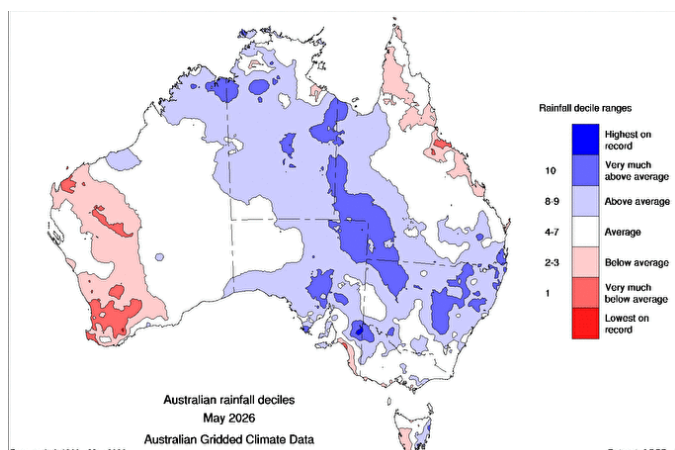 Rainfall decile ranges
Highest on
record
10
Very much
above average
8-9
Above average
4-7
Average
2-3
Below average
1
Very much
below average
Lowest on
record
Australian rainfall deciles
May 2026
Australian Gridded Climate Data